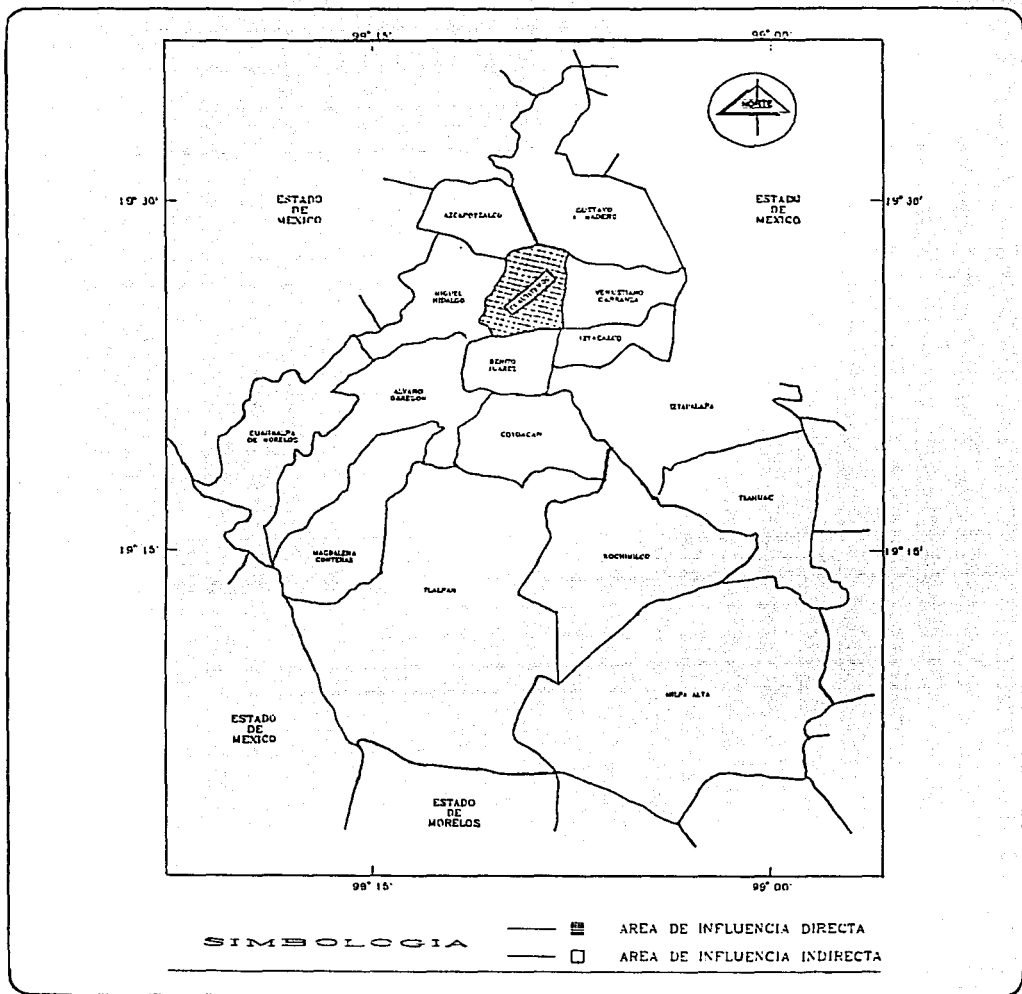 99° 15'
99° 00'
NORTE
19° 30'
ESTADO
DE
MEXICO
AZCAPOTZALCO
GUSTAVO
A MADERO
ESTADO
DE
MEXICO
19° 30'
MIGUEL
HIDALGO
VENUSTIANO
CARRANZA
IZTACALCO
BENITO
JUAREZ
ALVARO
OBREGON
IZTAPALAPA
CUAJIMALPA
DE MORELOS
COYOACAN
TLAHUAC
19° 15'
MAGDALENA
CONTERAS
TLALPAN
XOCHIMILCO
19° 15'
MILPA ALTA
ESTADO
DE
MEXICO
ESTADO
DE
MORELOS
99° 15'
99° 00'
SIMBOLOGIA
AREA DE INFLUENCIA DIRECTA
AREA DE INFLUENCIA INDIRECTA